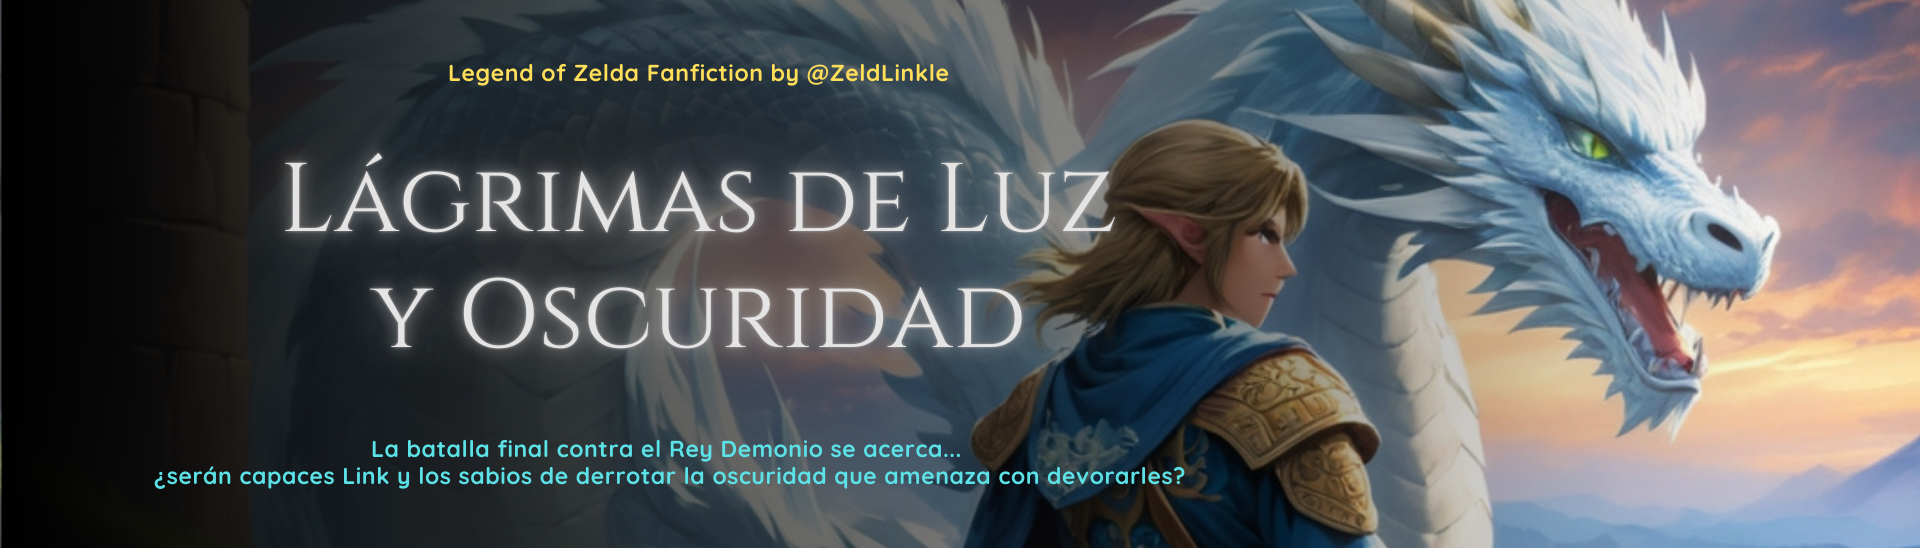 Legend of Zelda Fanfiction by @ZeldLinkle
Lágrimas de Luz
y Oscuridad
La batalla final contra el Rey Demonio se acerca...
¿serán capaces Link y los sabios de derrotar la oscuridad que amenaza con devorarles?